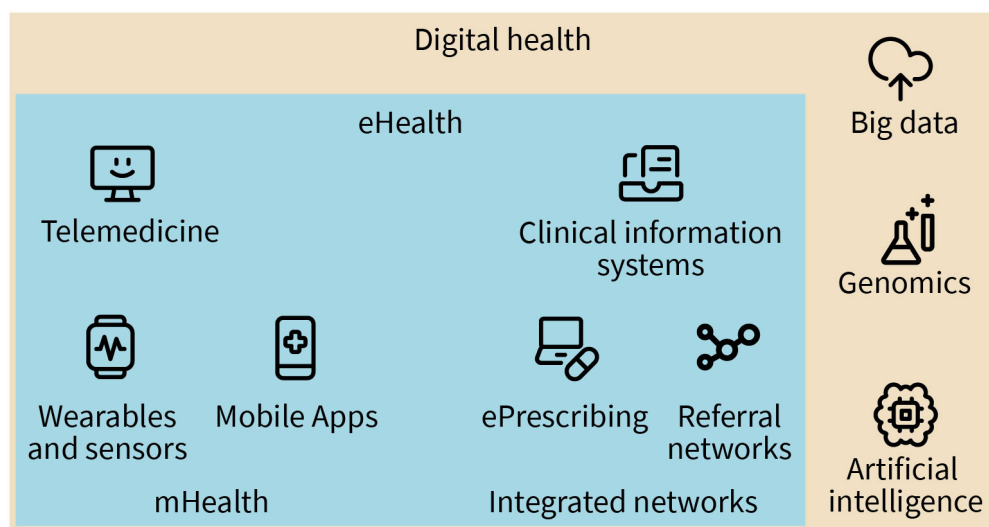 Digital health
eHealth
Telemedicine
Clinical information
systems
Wearables
and sensors
Mobile Apps
ePrescribing
Referral
networks
mHealth
Integrated networks
Big data
Genomics
Artificial
intelligence